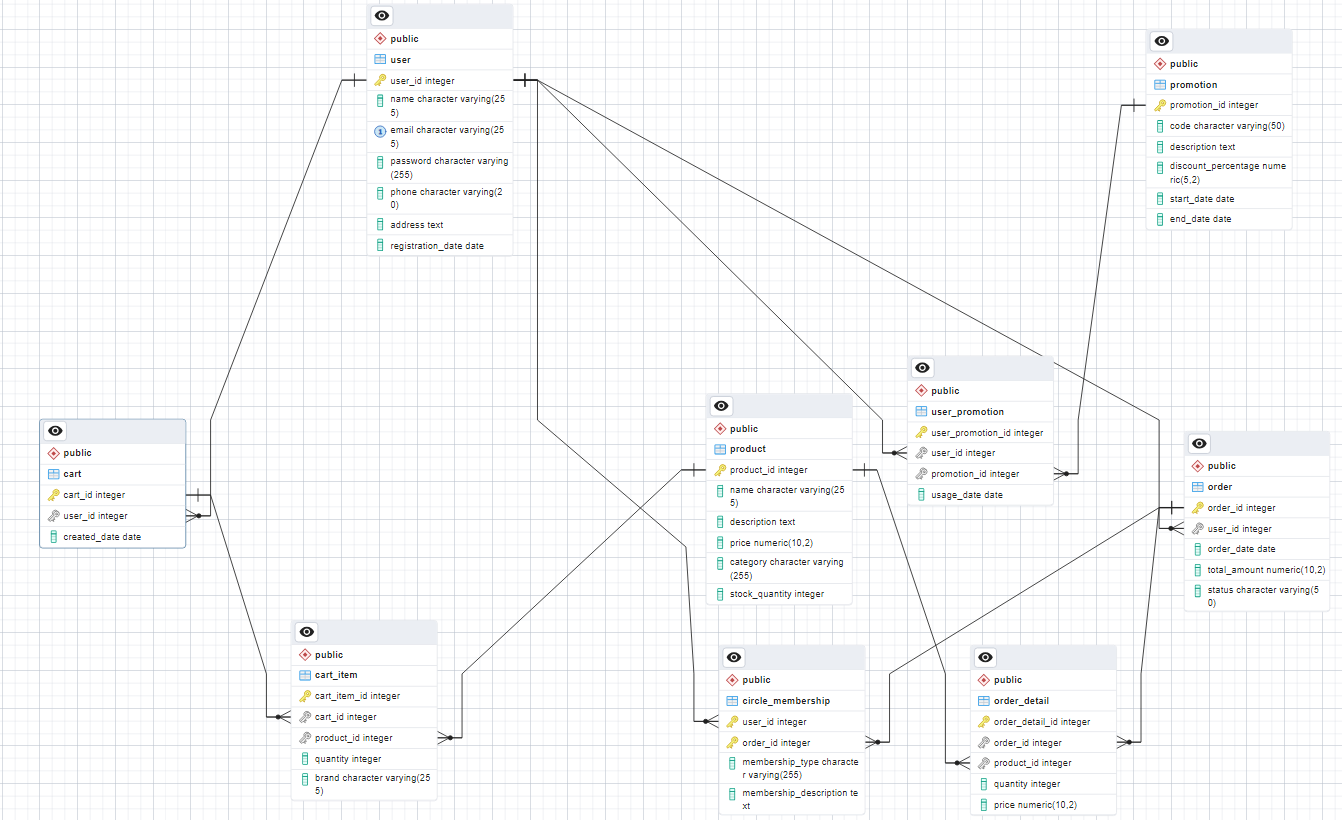 public
user
user_id integer
name character varying(25
5)
email character varying(25
5)
password character varying
(255)
phone character varying(2
0)
address text
registration_date date
public
promotion
promotion_id integer
code character varying(50)
description text
discount_percentage nume
ric(5,2)
start_date date
end_date date
public
user_promotion
user_promotion_id integer
user_id integer
promotion_id integer
usage_date date
public
product
product_id integer
name character varying(25
5)
description text
price numeric(10,2)
category character varying
(255)
stock_quantity integer
public
cart
cart_id integer
user_id integer
created_date date
public
order
order_id integer
user_id integer
order_date date
total_amount numeric(10,2)
status character varying(5
0)
public
cart_item
cart_item_id integer
cart_id integer
product_id integer
quantity integer
brand character varying(25
5)
public
circle_membership
user_id integer
order_id integer
membership_type characte
r varying(255)
membership_description te
xt
public
order_detail
order_detail_id integer
order_id integer
product_id integer
quantity integer
price numeric(10,2)